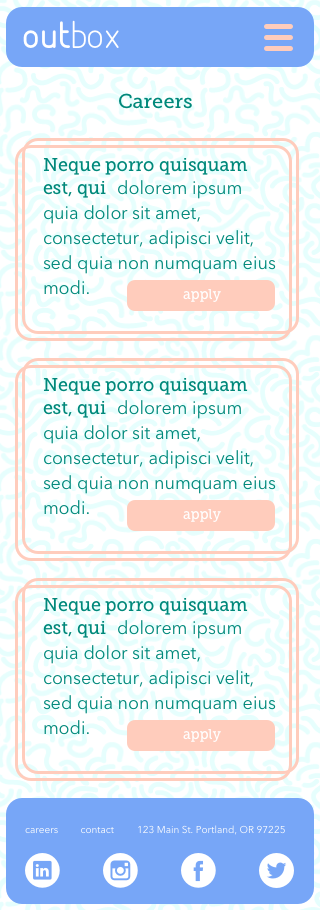 outbox
Careers
Neque porro quisquam
est, qui dolorem ipsum
quia dolor sit amet,
consectetur, adipisci velit,
sed quia non numquam eius
modi.
apply
Neque porro quisquam
est, qui dolorem ipsum
quia dolor sit amet,
consectetur, adipisci velit,
sed quia non numquam eius
modi.
apply
Neque porro quisquam
est, qui dolorem ipsum
quia dolor sit amet,
consectetur, adipisci velit,
sed quia non numquam eius
modi.
apply
careers contact 123 Main St. Portland, OR 97225
in f